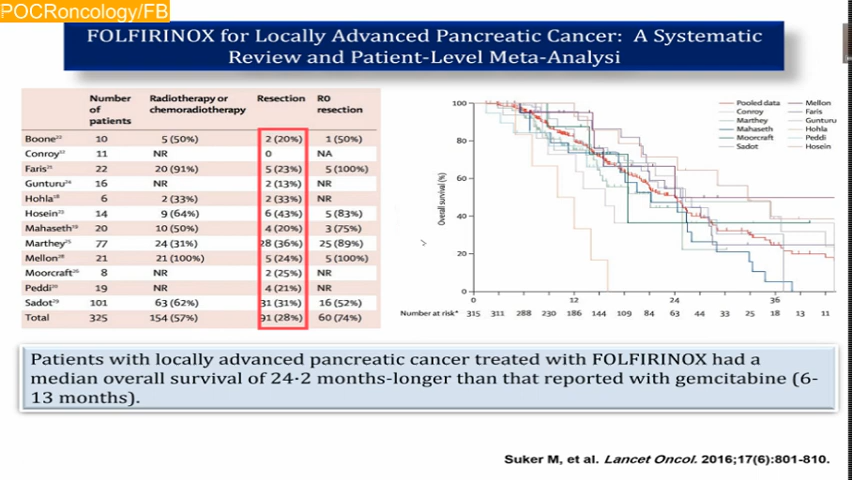 POCRoncology/FB
FOLFIRINOX for Locally Advanced Pancreatic Cancer: A Systematic
Review and Patient-Level Meta-Analysi
Number of patients Radiotherapy or chemoradiotherapy Resection R0 resection
Boone²² 10 5 (50%) 2 (20%) 1 (50%)
Conroy¹² 11 NR 0 NA
Faris²¹ 22 20 (91%) 5 (23%) 5 (100%)
Gunturu²⁴ 16 NR 2 (13%) NR
Hohla²⁸ 6 2 (33%) 2 (33%) NR
Hosein²³ 14 9 (64%) 6 (43%) 5 (83%)
Mahaseth¹⁹ 20 10 (50%) 4 (20%) 3 (75%)
Marthey²⁵ 77 24 (31%) 28 (36%) 25 (89%)
Mellon²⁸ 21 21 (100%) 5 (24%) 5 (100%)
Moorcraft²⁶ 8 NR 2 (25%) NR
Peddi²⁰ 19 NR 4 (21%) NR
Sadot²⁹ 101 63 (62%) 31 (31%) 16 (52%)
Total 325 154 (57%) 91 (28%) 60 (74%)
Overall survival (%)
100
80
60
40
20
0
Pooled data Mellon
Conroy Faris
Marthey Gunturu
Mahaseth Hohla
Moorcraft Peddi
Sadot Hosein
0 12 24 36
Number at risk* 315 311 288 230 186 144 109 84 63 44 25 18 13 11
Patients with locally advanced pancreatic cancer treated with FOLFIRINOX had a
median overall survival of 24·2 months-longer than that reported with gemcitabine (6-
13 months).
Suker M, et al. Lancet Oncol. 2016;17(6):801-810.